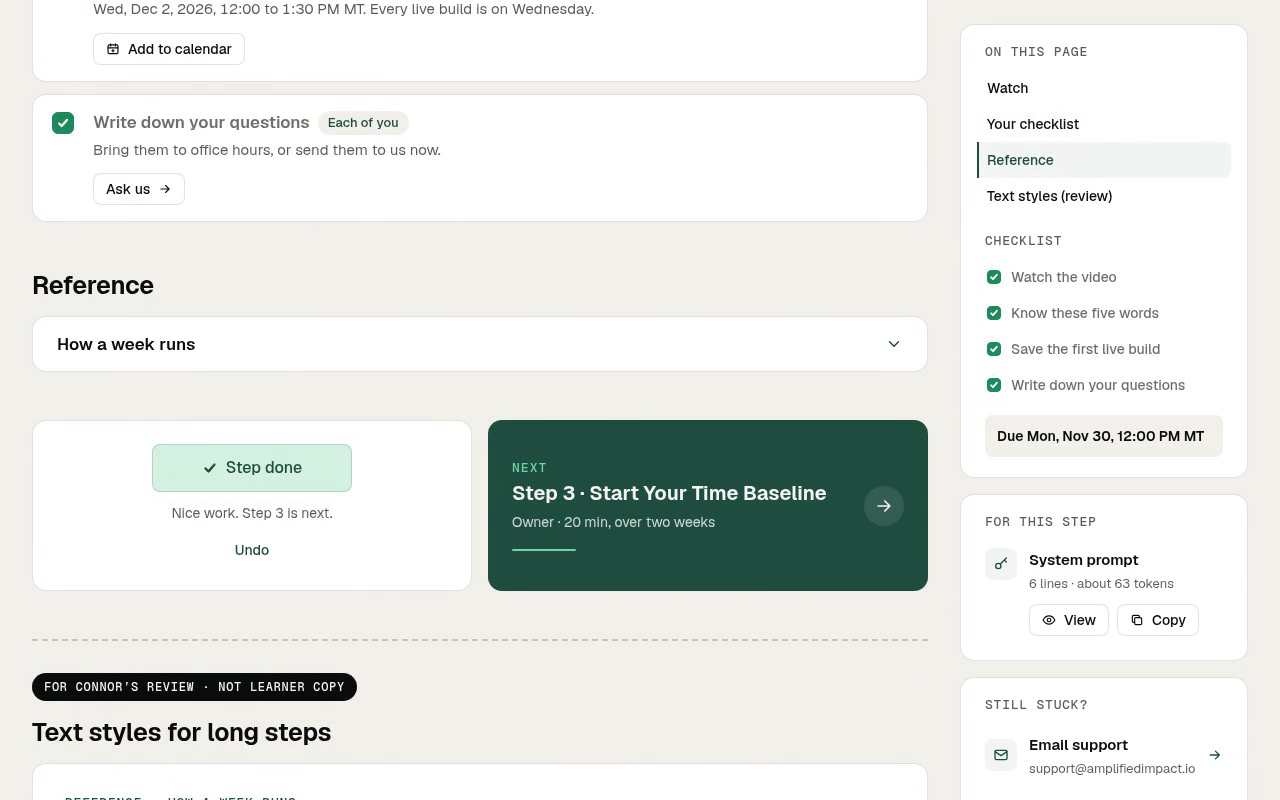 Wed, Dec 2, 2026, 12:00 to 1:30 PM MT. Every live build is on Wednesday.
Add to calendar
Write down your questions
Each of you
Bring them to office hours, or send them to us now.
Ask us
Reference
How a week runs
Step done
Nice work. Step 3 is next.
Undo
NEXT
Step 3 · Start Your Time Baseline
Owner · 20 min, over two weeks
FOR CONNOR'S REVIEW · NOT LEARNER COPY
Text styles for long steps
REFERENCE · HOW A WEEK RUNS
ON THIS PAGE
Watch
Your checklist
Reference
Text styles (review)
CHECKLIST
Watch the video
Know these five words
Save the first live build
Write down your questions
Due Mon, Nov 30, 12:00 PM MT
FOR THIS STEP
System prompt
6 lines · about 63 tokens
View
Copy
STILL STUCK?
Email support
support@amplifiedimpact.io